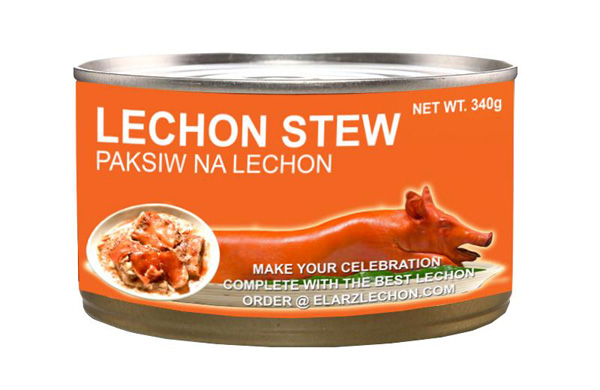 NET WT. 340g
LECHON STEW
PAKSIW NA LECHON
MAKE YOUR CELEBRATION
COMPLETE WITH THE BEST LECHON
ORDER @ ELARZLECHON.COM